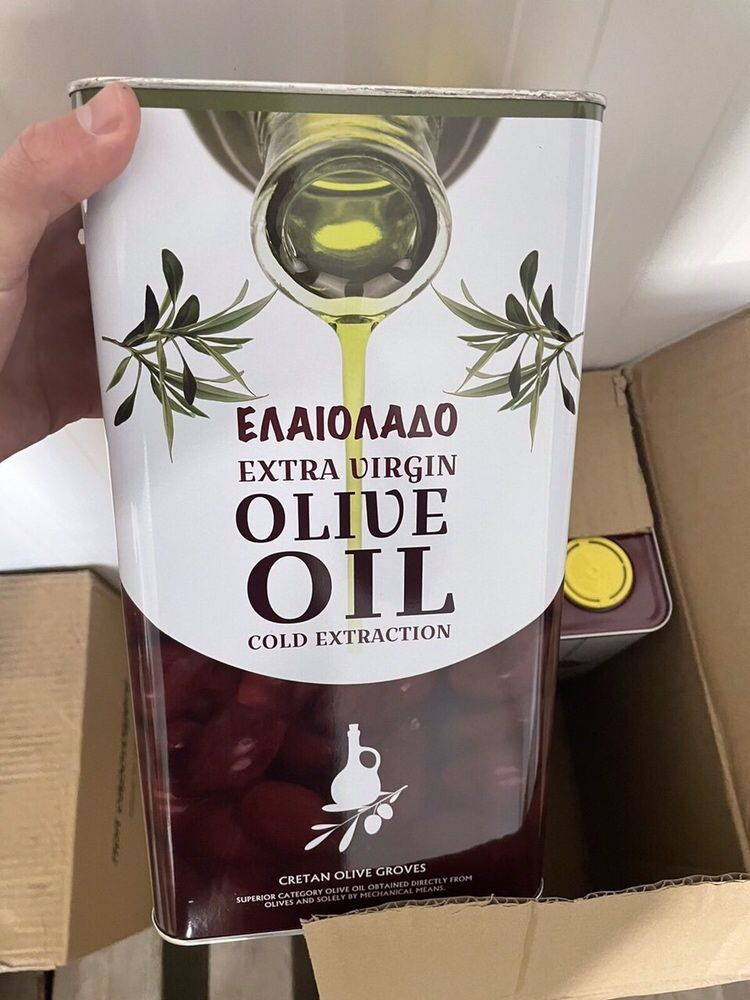 ΕΛΑΙΟΛΑΔΟ
EXTRA VIRGIN
OLIVE
OIL
COLD EXTRACTION
CRETAN OLIVE GROVES
SUPERIOR CATEGORY OLIVE OIL OBTAINED DIRECTLY FROM
OLIVES AND SOLELY BY MECHANICAL MEANS.